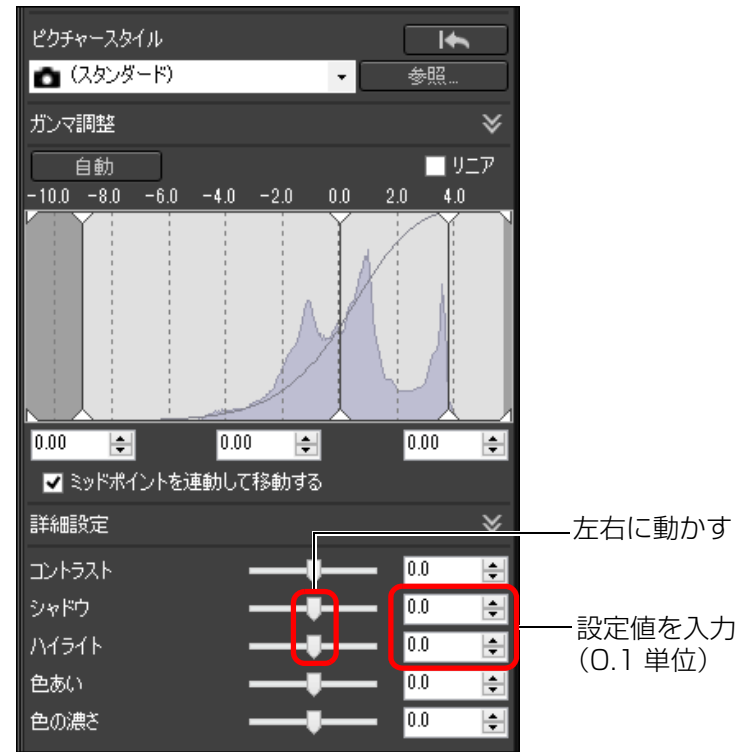 ピクチャースタイル
(スタンダード)
参照...
ガンマ調整
自動
リニア
-10.0 -8.0 -6.0 -4.0 -2.0 0.0 2.0 4.0
0.00 0.00 0.00
ミッドポイントを連動して移動する
詳細設定
左右に動かす
コントラスト 0.0
シャドウ 0.0
ハイライト 0.0
設定値を入力
(0.1 単位)
色あい 0.0
色の濃さ 0.0